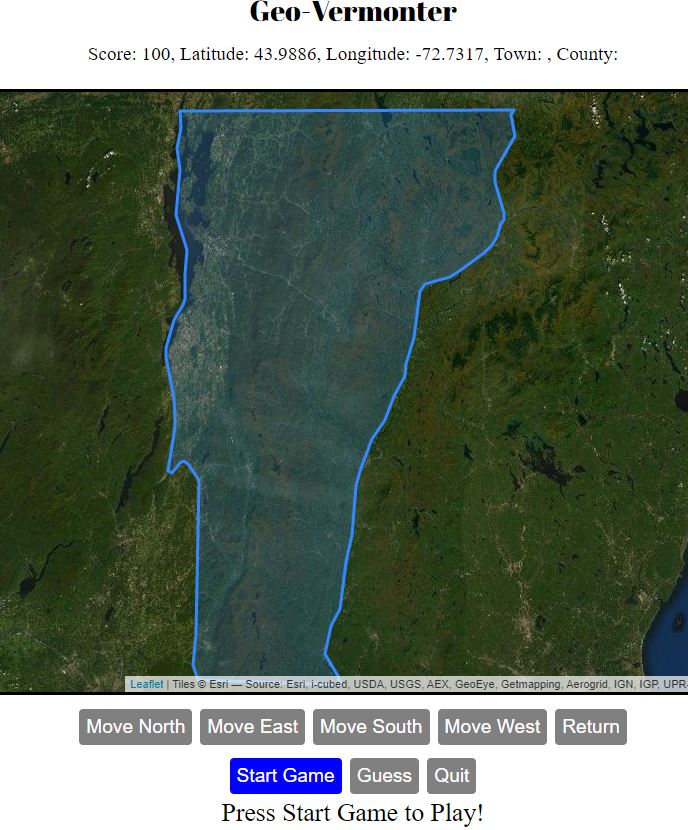 Geo-Vermonter
Score: 100, Latitude: 43.9886, Longitude: -72.7317, Town: , County:
Leaflet | Tiles © Esri — Source: Esri, i-cubed, USDA, USGS, AEX, GeoEye, Getmapping, Aerogrid, IGN, IGP, UPR-
Move North Move East Move South Move West Return
Start Game Guess Quit
Press Start Game to Play!